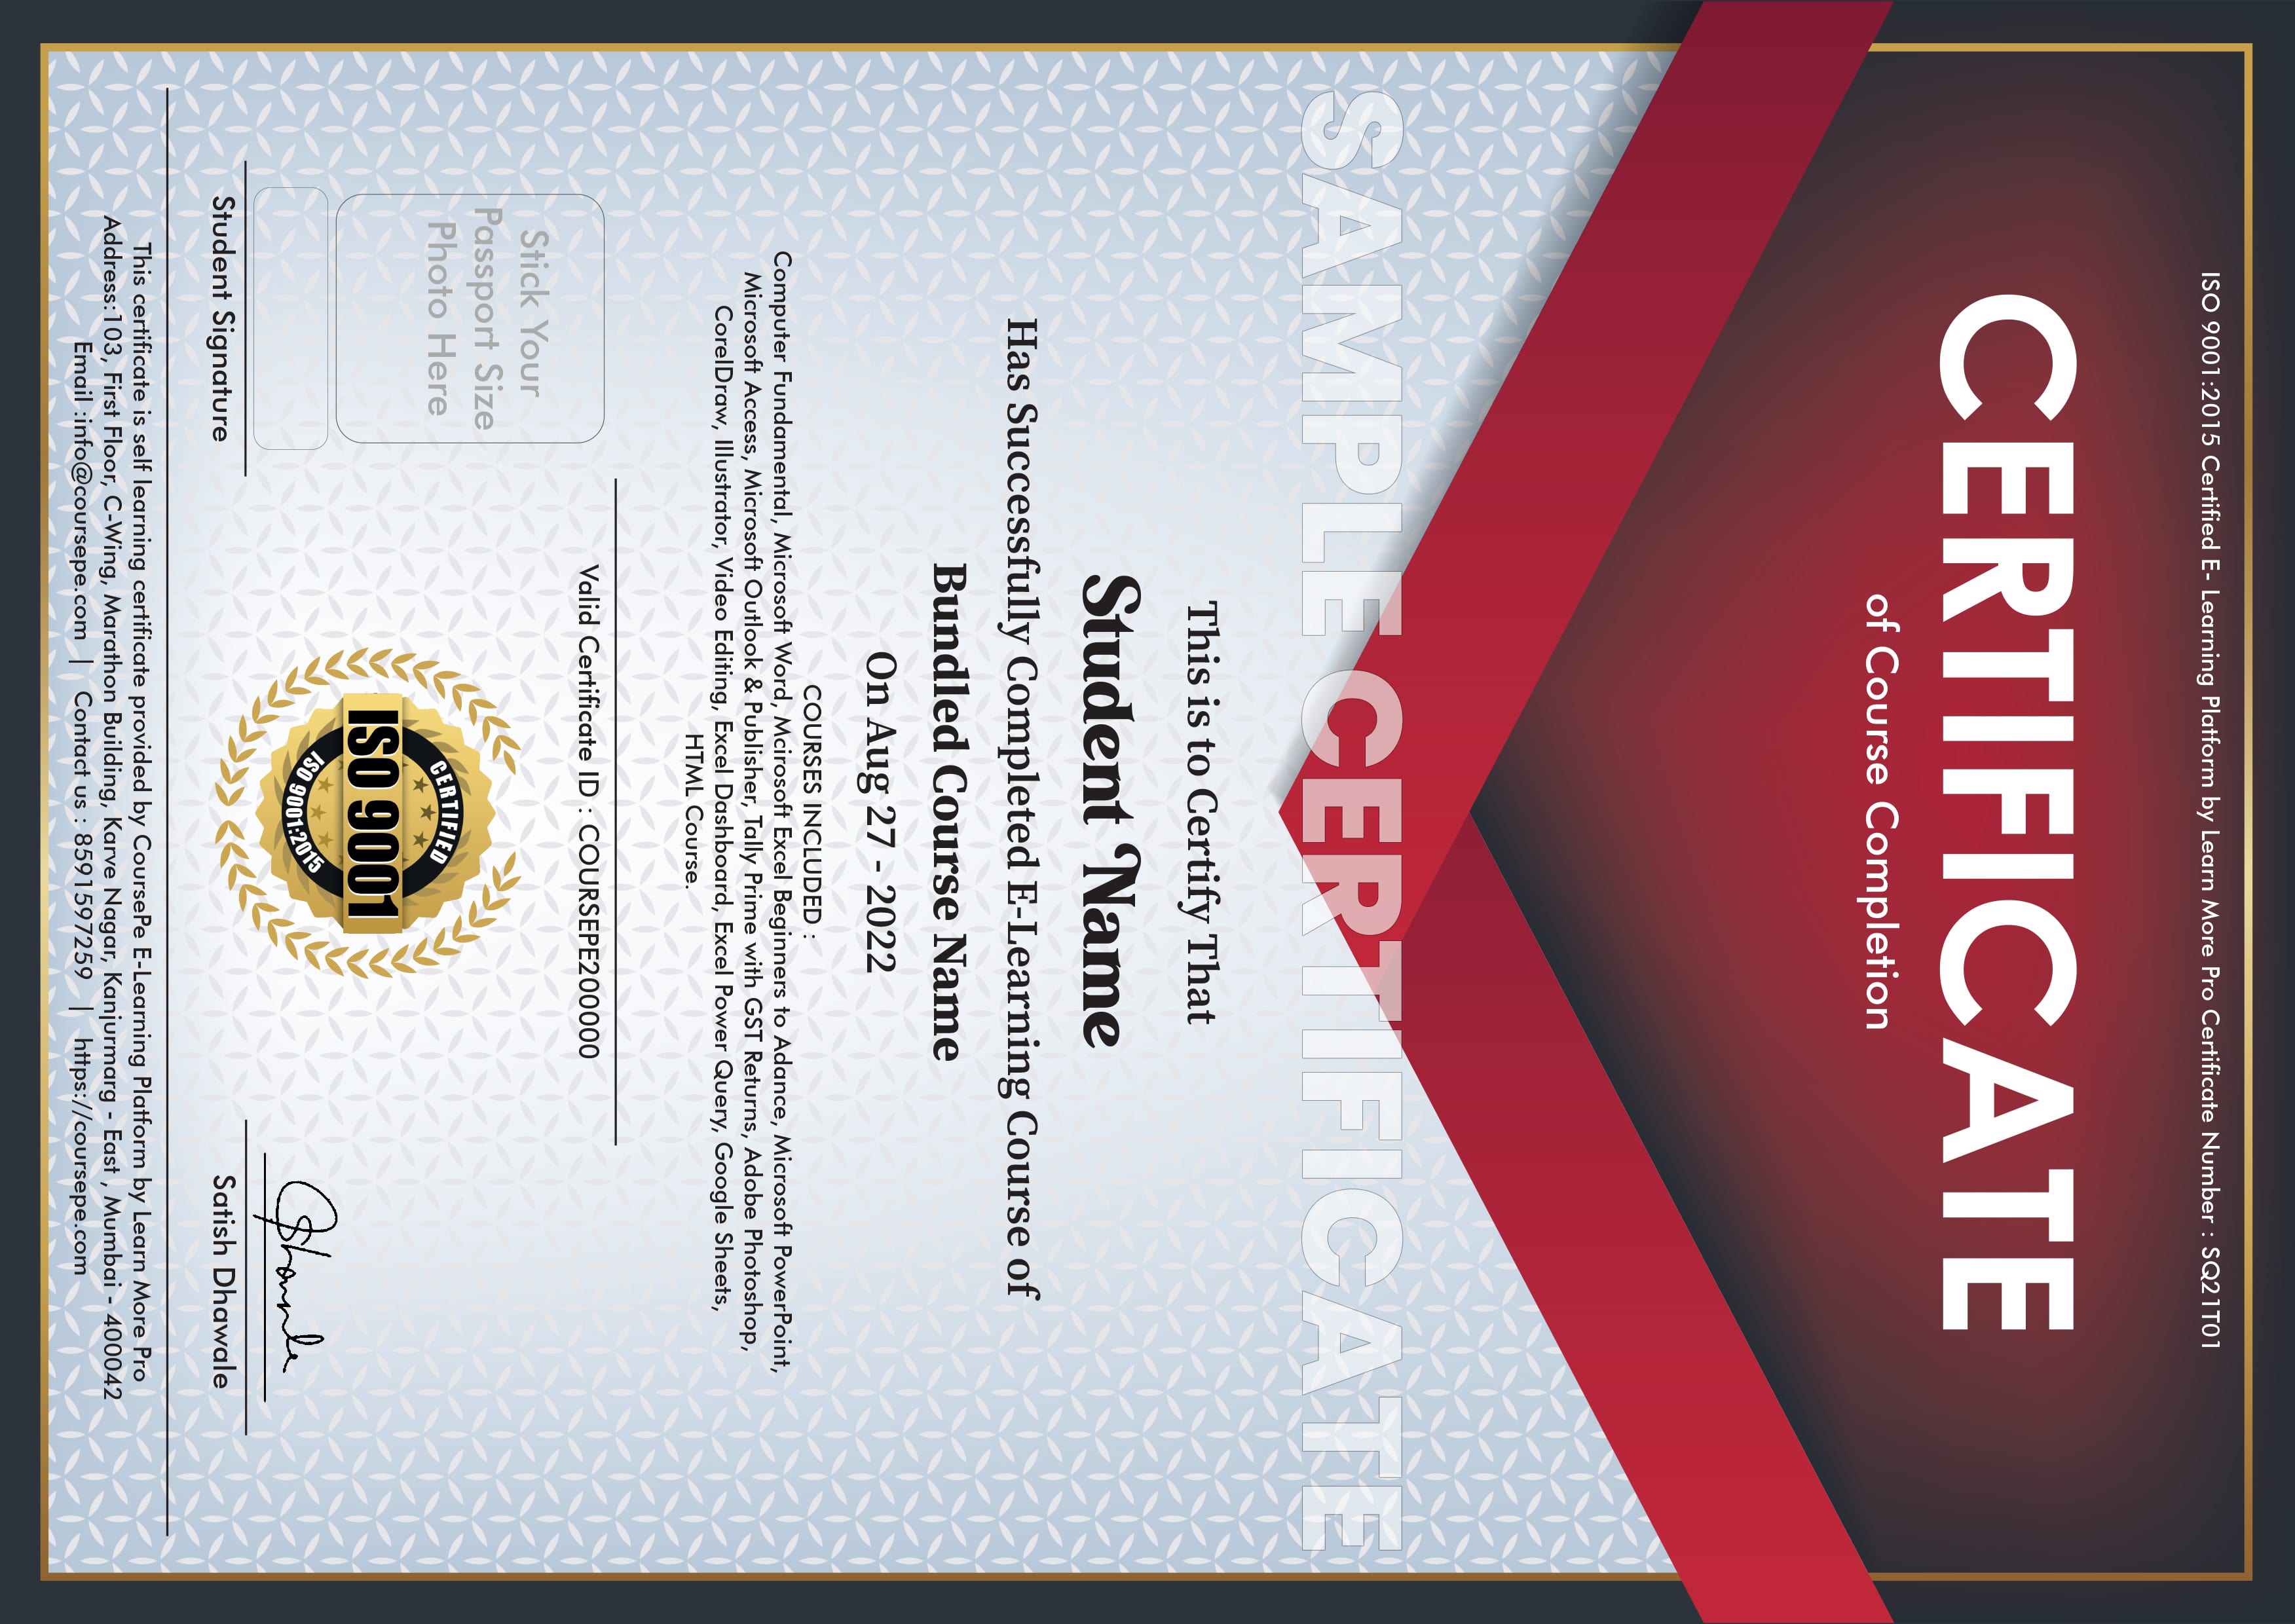 ISO 9001:2015 Certified E- Learning Platform by Learn More Pro Certificate Number : SQ21T01
CERTIFICATE
of Course Completion
SAMPLE CERTIFICATE
This is to Certify That
Student Name
Has Successfully Completed E-Learning Course of
Bundled Course Name
On Aug 27 - 2022
COURSES INCLUDED :
Computer Fundamental, Microsoft Word, Mcirosoft Excel Beginners to Adance, Microsoft PowerPoint,
Microsoft Access, Microsoft Outlook & Publisher, Tally Prime with GST Returns, Adobe Photoshop,
CorelDraw, Illustrator, Video Editing, Excel Dashboard, Excel Power Query, Google Sheets,
HTML Course.
Valid Certificate ID : COURSEPE200000
Stick Your
Passport Size
Photo Here
CERTIFIED
ISO 9001
ISO 9001:2015
Student Signature
Satish Dhawale
This certificate is self learning certificate provided by CoursePe E-Learning Platform by Learn More Pro
Address:103, First Floor, C-Wing, Marathon Building, Karve Nagar, Kanjurmarg - East , Mumbai - 400042
Email :info@coursepe.com | Contact us : 8591597259 | https://coursepe.com